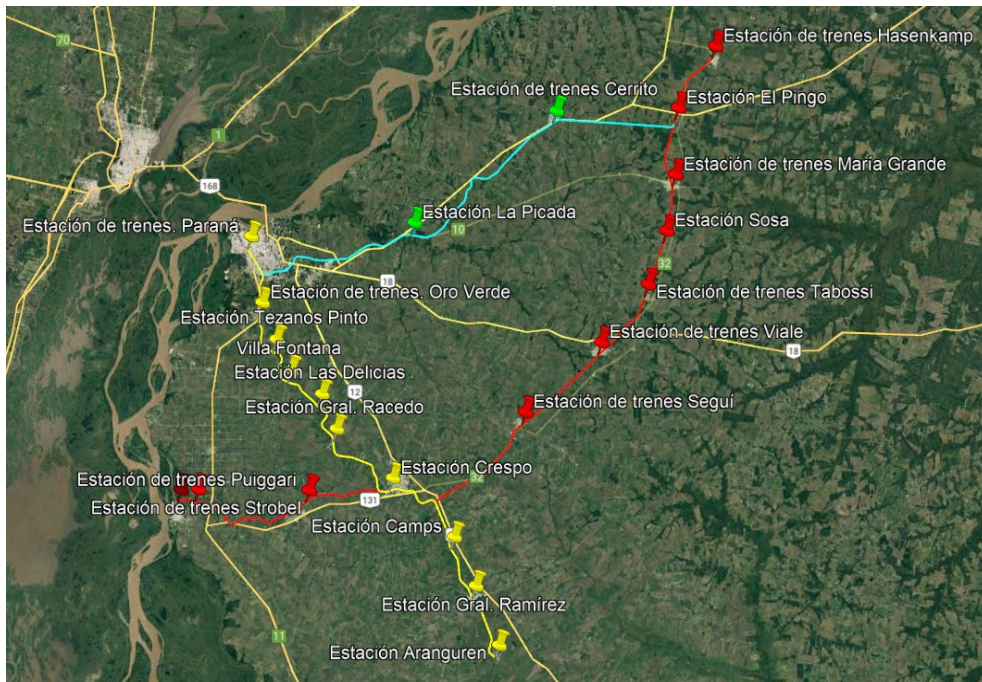 Estación de trenes Hasenkamp
70
Estación de trenes Cerrito
Estación El Pingo
1
168
Estación de trenes María Grande
Estación La Picada
Estación de trenes. Paraná
10
Estación Sosa
32
18
Estación de trenes. Oro Verde
Estación de trenes Tabossi
Estación Tezanos Pinto
Estación de trenes Viale
Villa Fontana
18
Estación Las Delicias
12
Estación Gral. Racedo
Estación de trenes Seguí
Estación Crespo
Estación de trenes Puiggari
32
131
Estación de trenes Strobel
Estación Camps
Estación Gral. Ramírez
11
Estación Aranguren